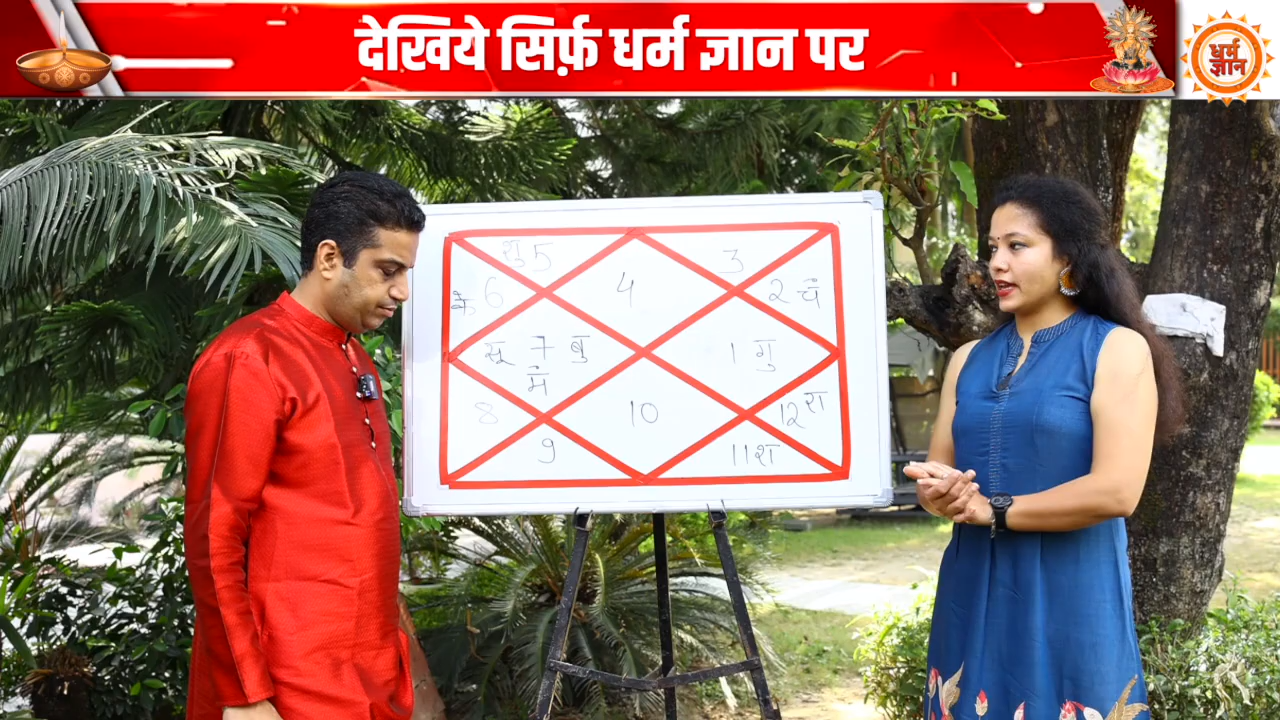 देखिये सिर्फ़ धर्म ज्ञान पर
धर्म
ज्ञान
शु 5
3
के 6
4
2 चं
सू 7 बु
मं
1 गु
8
10
12 रा
9
11 श